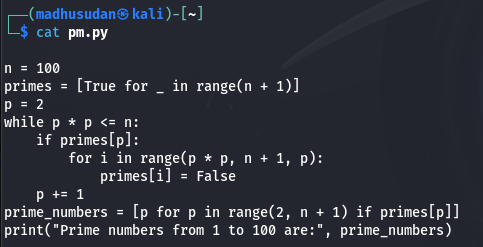 ┌──(madhusudan㉿kali)-[~]
└─$ cat pm.py

n = 100
primes = [True for _ in range(n + 1)]
p = 2
while p * p <= n:
    if primes[p]:
        for i in range(p * p, n + 1, p):
            primes[i] = False
    p += 1
prime_numbers = [p for p in range(2, n + 1) if primes[p]]
print("Prime numbers from 1 to 100 are:", prime_numbers)